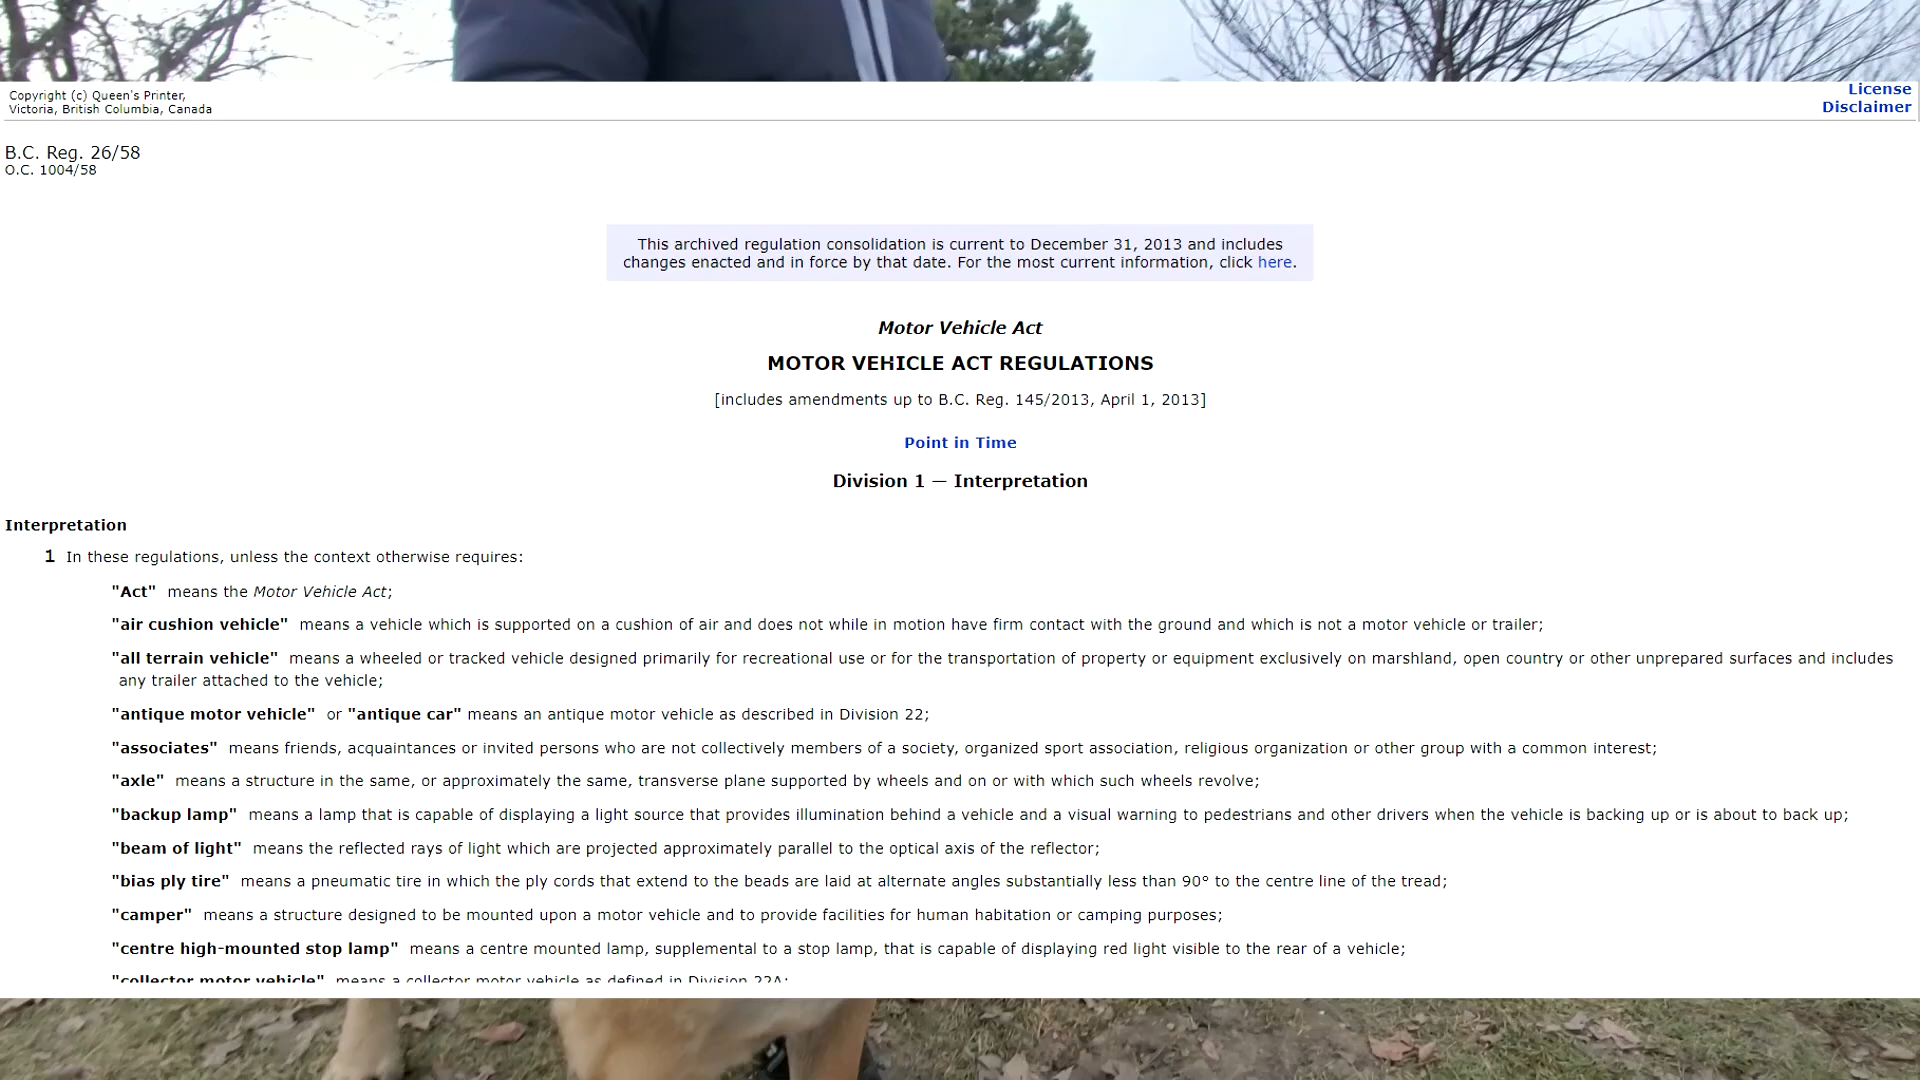 Copyright (c) Queen's Printer,
Victoria, British Columbia, Canada
License
Disclaimer
B.C. Reg. 26/58
O.C. 1004/58
This archived regulation consolidation is current to December 31, 2013 and includes
changes enacted and in force by that date. For the most current information, click here.
Motor Vehicle Act
MOTOR VEHICLE ACT REGULATIONS
[includes amendments up to B.C. Reg. 145/2013, April 1, 2013]
Point in Time
Division 1 — Interpretation
Interpretation
1 In these regulations, unless the context otherwise requires:
"Act" means the Motor Vehicle Act;
"air cushion vehicle" means a vehicle which is supported on a cushion of air and does not while in motion have firm contact with the ground and which is not a motor vehicle or trailer;
"all terrain vehicle" means a wheeled or tracked vehicle designed primarily for recreational use or for the transportation of property or equipment exclusively on marshland, open country or other unprepared surfaces and includes
any trailer attached to the vehicle;
"antique motor vehicle" or "antique car" means an antique motor vehicle as described in Division 22;
"associates" means friends, acquaintances or invited persons who are not collectively members of a society, organized sport association, religious organization or other group with a common interest;
"axle" means a structure in the same, or approximately the same, transverse plane supported by wheels and on or with which such wheels revolve;
"backup lamp" means a lamp that is capable of displaying a light source that provides illumination behind a vehicle and a visual warning to pedestrians and other drivers when the vehicle is backing up or is about to back up;
"beam of light" means the reflected rays of light which are projected approximately parallel to the optical axis of the reflector;
"bias ply tire" means a pneumatic tire in which the ply cords that extend to the beads are laid at alternate angles substantially less than 90° to the centre line of the tread;
"camper" means a structure designed to be mounted upon a motor vehicle and to provide facilities for human habitation or camping purposes;
"centre high-mounted stop lamp" means a centre mounted lamp, supplemental to a stop lamp, that is capable of displaying red light visible to the rear of a vehicle;
"collector motor vehicle" means a collector motor vehicle as defined in Division 22A;